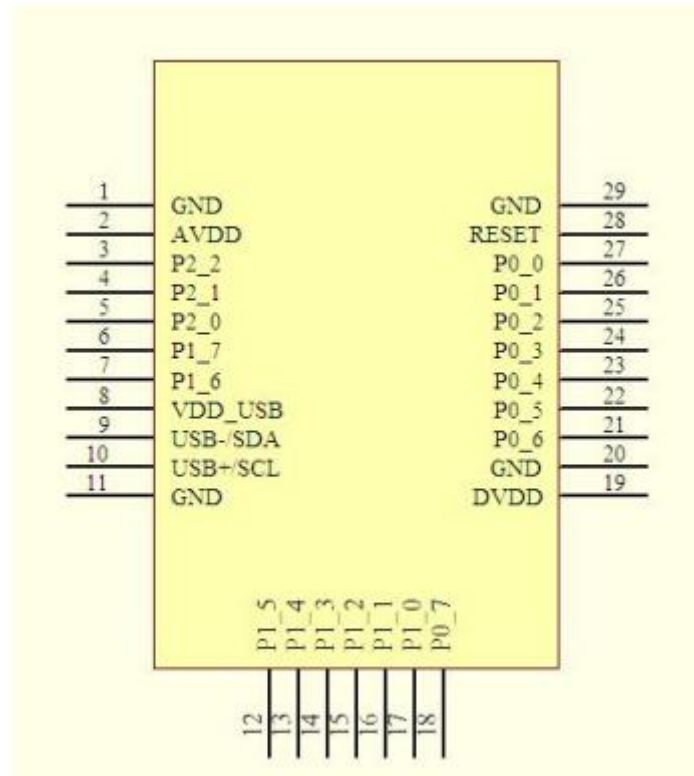 1 GND GND 29
2 AVDD RESET 28
3 P2_2 P0_0 27
4 P2_1 P0_1 26
5 P2_0 P0_2 25
6 P1_7 P0_3 24
7 P1_6 P0_4 23
8 VDD_USB P0_5 22
9 USB-/SDA P0_6 21
10 USB+/SCL GND 20
11 GND DVDD 19
P1_5
P1_4
P1_3
P1_2
P1_1
P1_0
P0_7
12
13
14
15
16
17
18